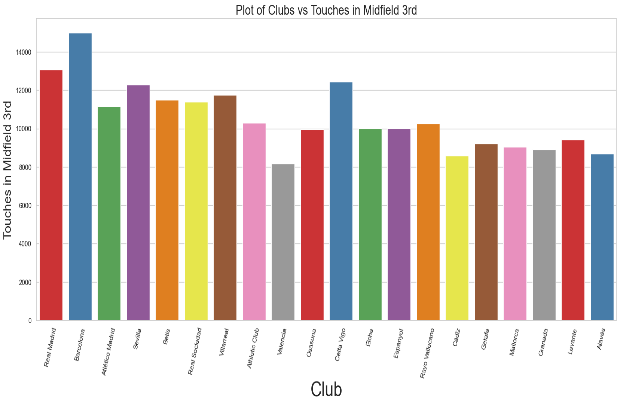 Plot of Clubs vs Touches in Midfield 3rd
Touches in Midfield 3rd
14000
12000
10000
8000
6000
4000
2000
0
Real Madrid
Barcelona
Atlético Madrid
Sevilla
Betis
Real Sociedad
Villarreal
Athletic Club
Valencia
Osasuna
Celta Vigo
Elche
Espanyol
Rayo Vallecano
Cádiz
Getafe
Mallorca
Granada
Levante
Alavés
Club